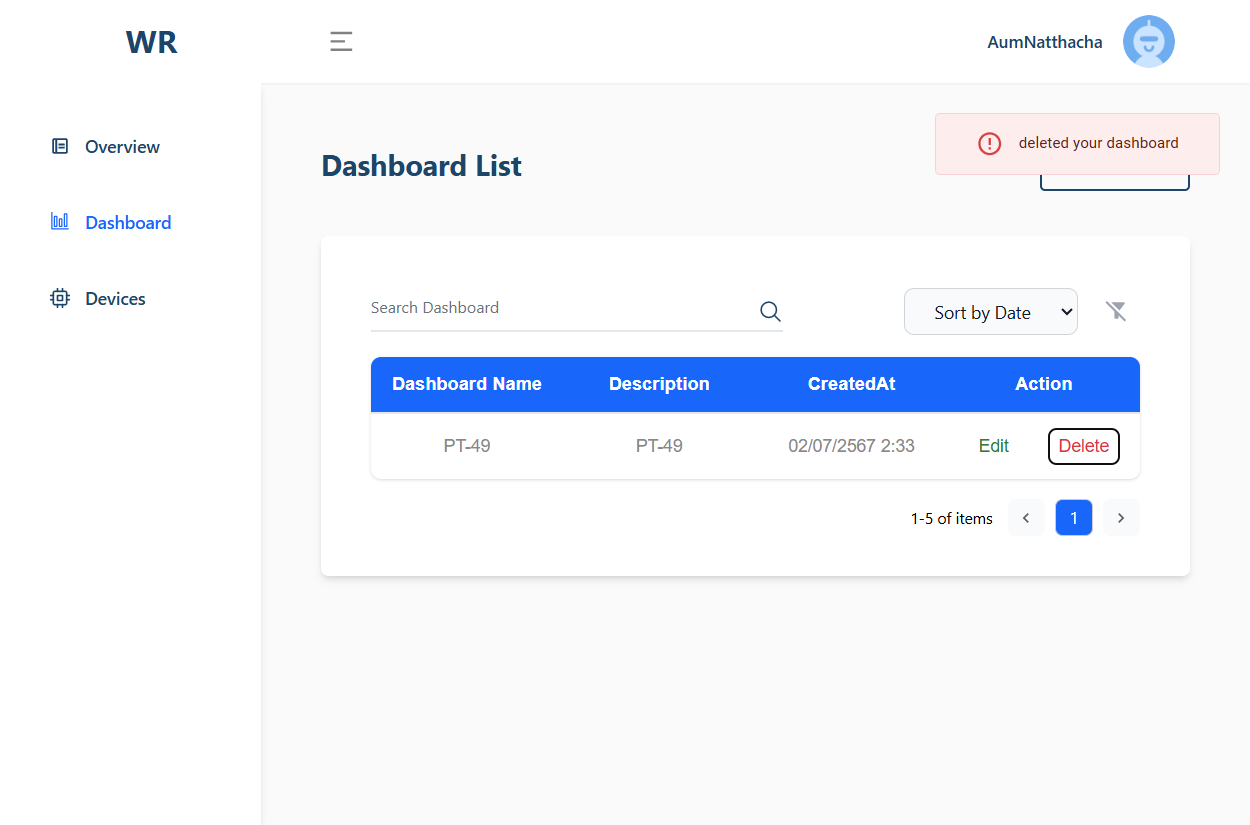 WR
AumNatthacha
Overview
Dashboard
Devices
deleted your dashboard
Dashboard List
Search Dashboard
Sort by Date
Dashboard Name Description CreatedAt Action
PT-49 PT-49 02/07/2567 2:33 Edit Delete
1-5 of items 1